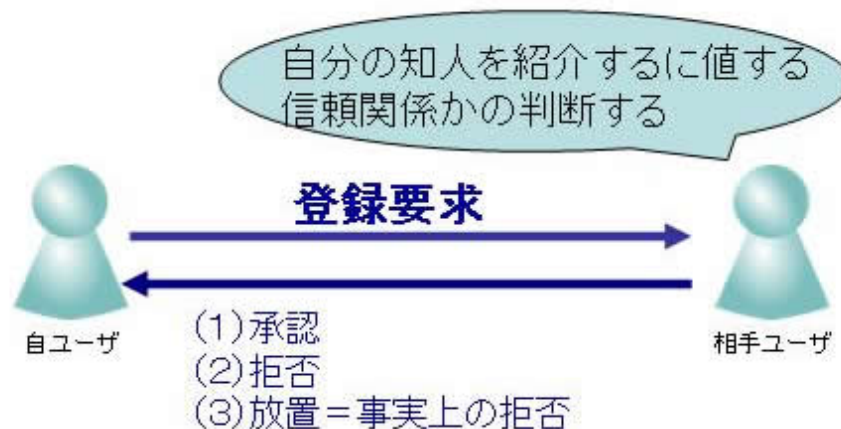 自分の知人を紹介するに値する
信頼関係かの判断する
登録要求
自ユーザ
相手ユーザ
(1)承認
(2)拒否
(3)放置＝事実上の拒否